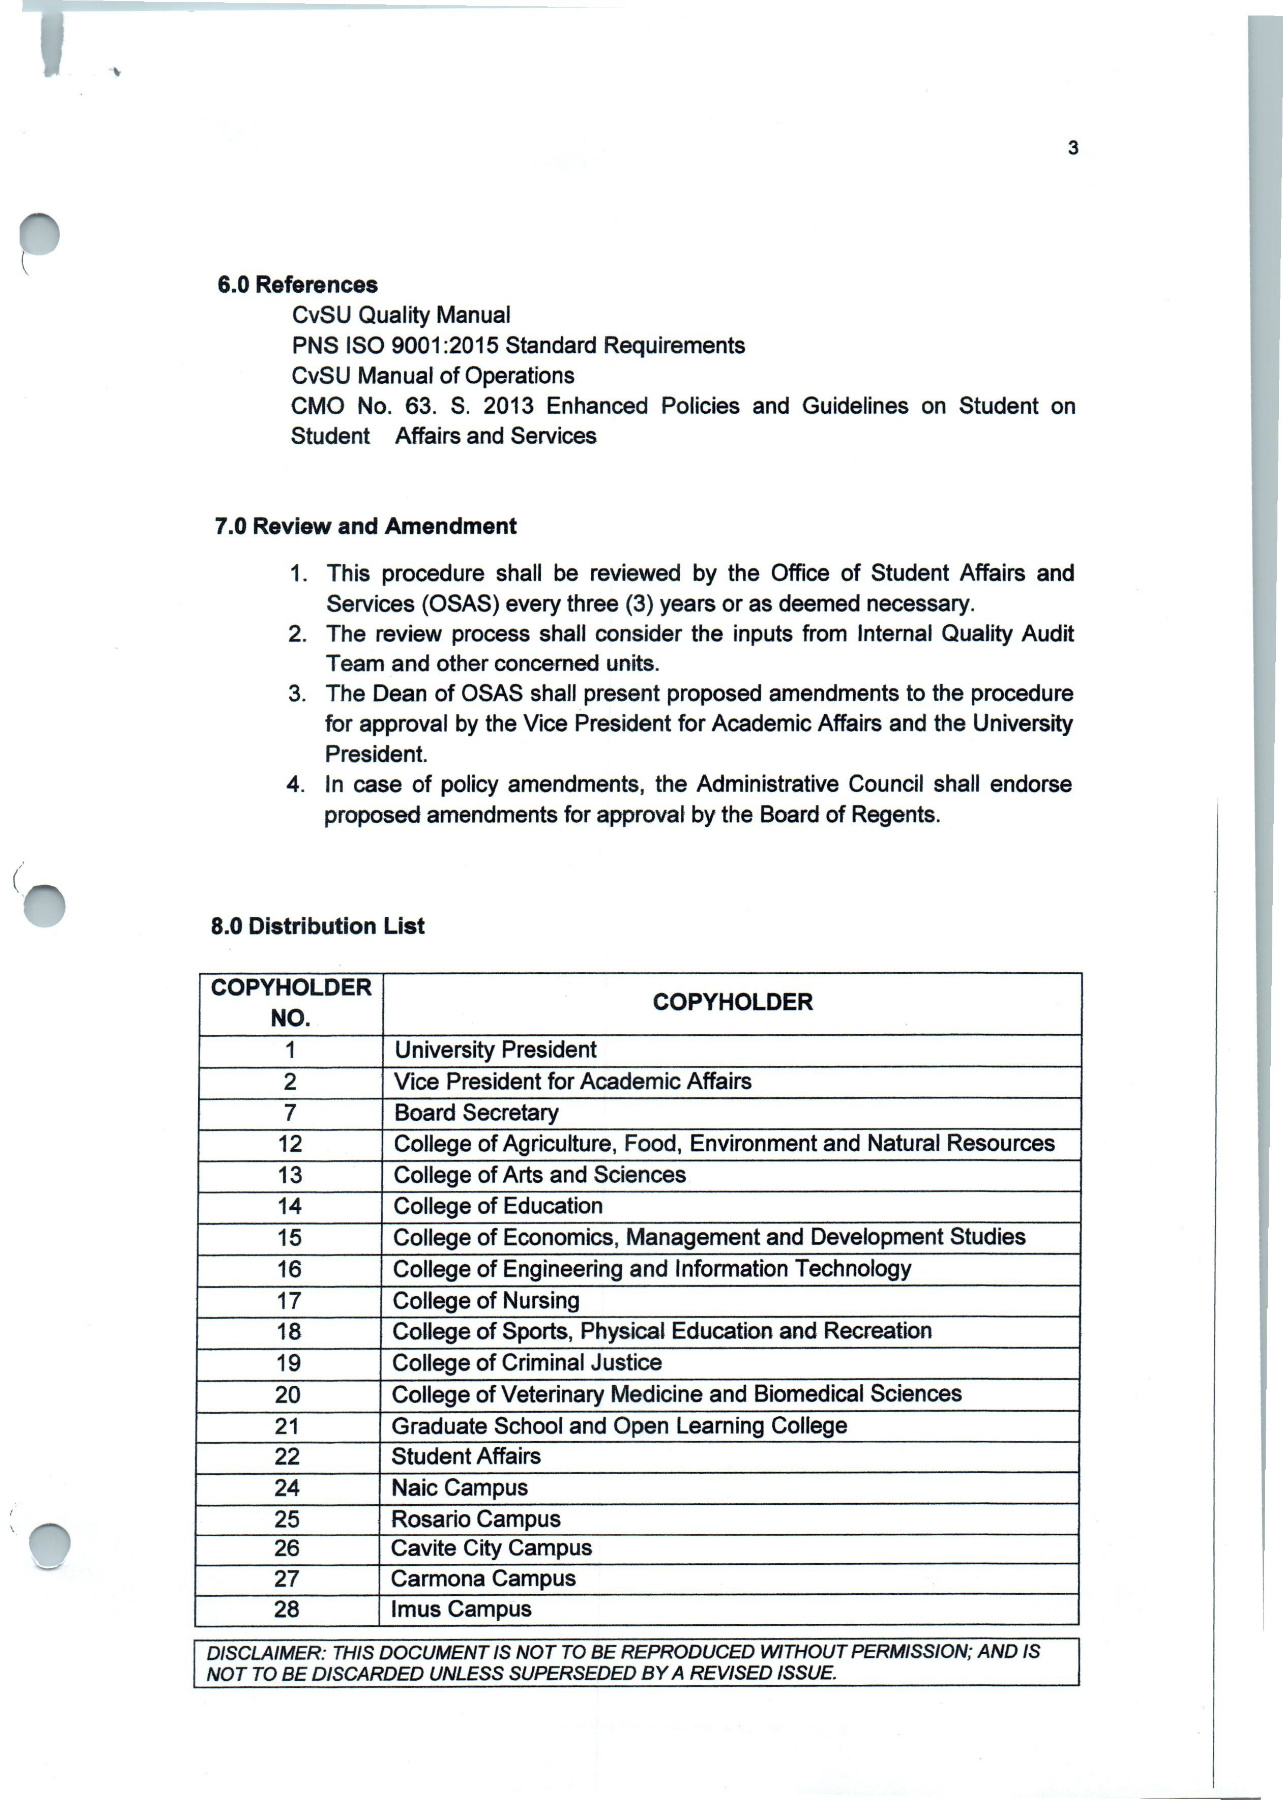 3
6.0 References
CvSU Quality Manual
PNS ISO 9001:2015 Standard Requirements
CvSU Manual of Operations
CMO No. 63. S. 2013 Enhanced Policies and Guidelines on Student on
Student Affairs and Services
7.0 Review and Amendment
1. This procedure shall be reviewed by the Office of Student Affairs and
Services (OSAS) every three (3) years or as deemed necessary.
2. The review process shall consider the inputs from Internal Quality Audit
Team and other concerned units.
3. The Dean of OSAS shall present proposed amendments to the procedure
for approval by the Vice President for Academic Affairs and the University
President.
4. In case of policy amendments, the Administrative Council shall endorse
proposed amendments for approval by the Board of Regents.
8.0 Distribution List
COPYHOLDER
NO.
COPYHOLDER
1 University President
2 Vice President for Academic Affairs
7 Board Secretary
12 College of Agriculture, Food, Environment and Natural Resources
13 College of Arts and Sciences
14 College of Education
15 College of Economics, Management and Development Studies
16 College of Engineering and Information Technology
17 College of Nursing
18 College of Sports, Physical Education and Recreation
19 College of Criminal Justice
20 College of Veterinary Medicine and Biomedical Sciences
21 Graduate School and Open Learning College
22 Student Affairs
24 Naic Campus
25 Rosario Campus
26 Cavite City Campus
27 Carmona Campus
28 Imus Campus
DISCLAIMER: THIS DOCUMENT IS NOT TO BE REPRODUCED WITHOUT PERMISSION; AND IS
NOT TO BE DISCARDED UNLESS SUPERSEDED BY A REVISED ISSUE.